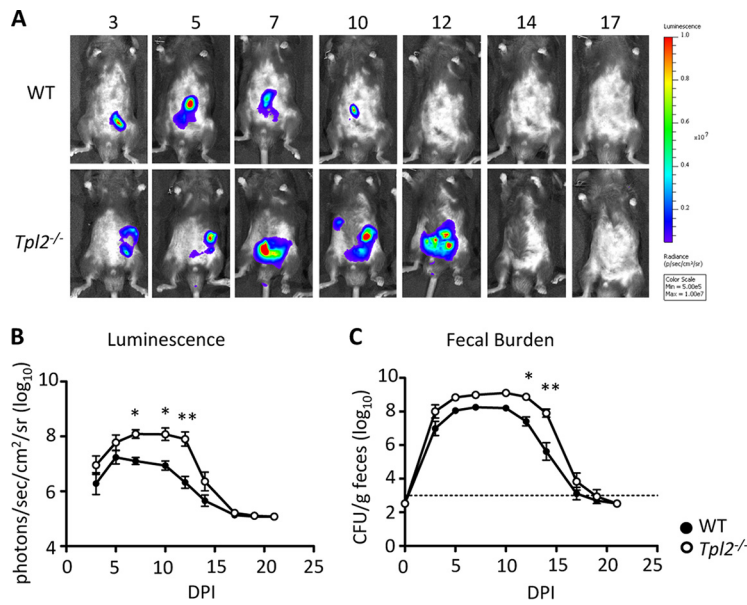 A
3 5 7 10 12 14 17
WT
Tpl2-/-
Luminescence
1.0
0.8
0.6
x10^7
0.4
0.2
Radiance
(p/sec/cm²/sr)
Color Scale
Min = 5.00e5
Max = 1.00e7
B
Luminescence
photons/sec/cm²/sr (log10)
10
8
6
4
* * **
0 5 10 15 20 25
DPI
C
Fecal Burden
CFU/g feces (log10)
10
8
6
4
2
0
* **
0 5 10 15 20 25
DPI
WT
Tpl2-/-